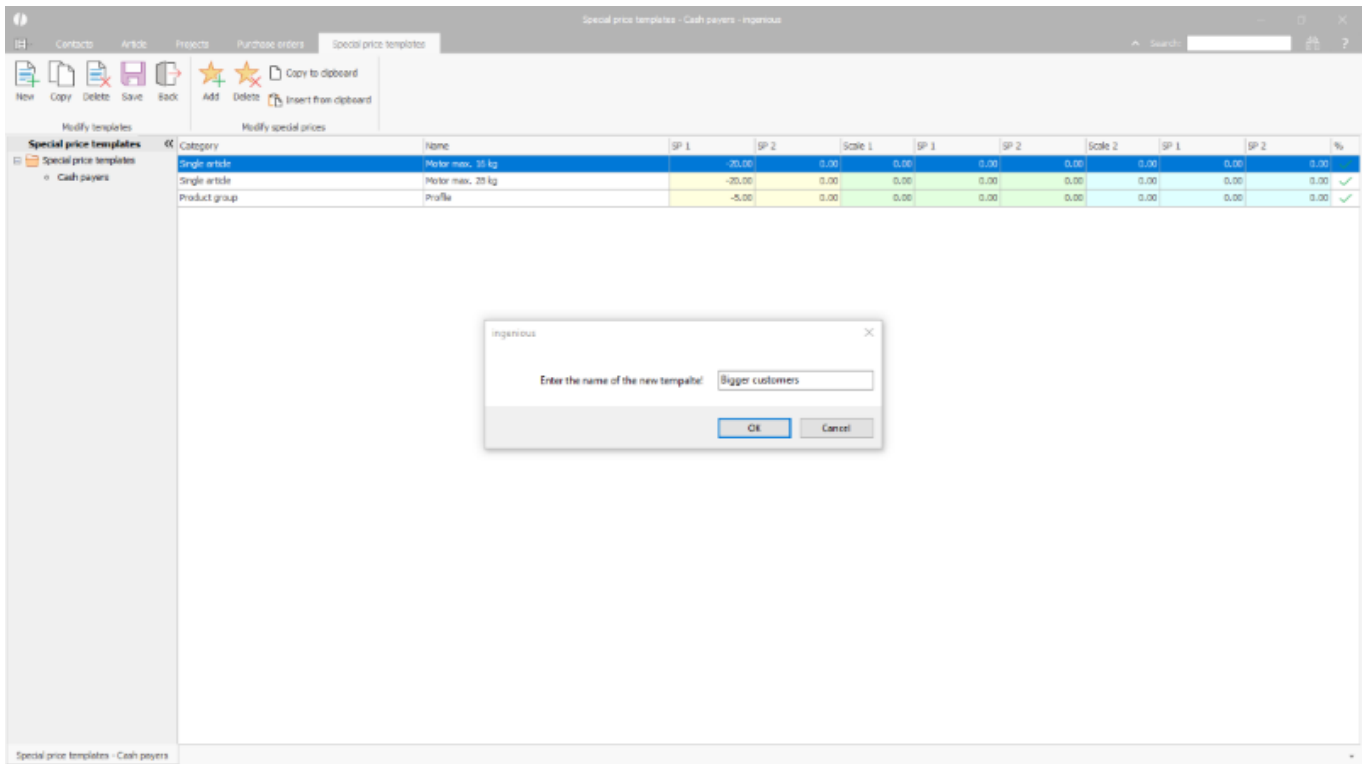 Special price templates - Cash payers - ingenious
Contacts Article Projects Purchase orders Special price templates Search: ?
New Copy Delete Save Back Add Delete Copy to clipboard
Insert from clipboard
Modify templates Modify special prices
Special price templates Category Name SP 1 SP 2 Scale 1 SP 1 SP 2 Scale 2 SP 1 SP 2 %
Special price templates Single article Motor max. 15 kg -20.00 0.00 0.00 0.00 0.00 0.00 0.00 0.00
Cash payers Single article Motor max. 25 kg -20.00 0.00 0.00 0.00 0.00 0.00 0.00 0.00
Product group Profile -5.00 0.00 0.00 0.00 0.00 0.00 0.00 0.00
ingenious
Enter the name of the new tempalte! Bigger customers
OK Cancel
Special price templates - Cash payers